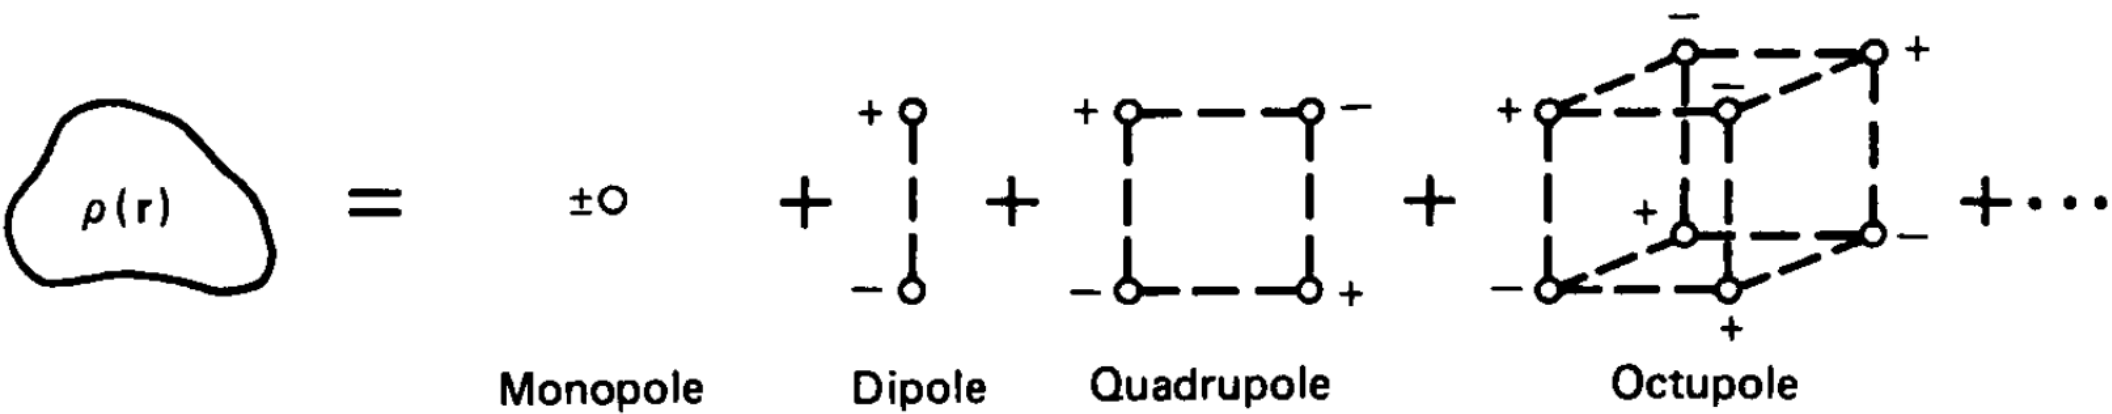 ρ(r) = ±○ + + + + ···
+ - + - - + + - - + - + + -
Monopole Dipole Quadrupole Octupole